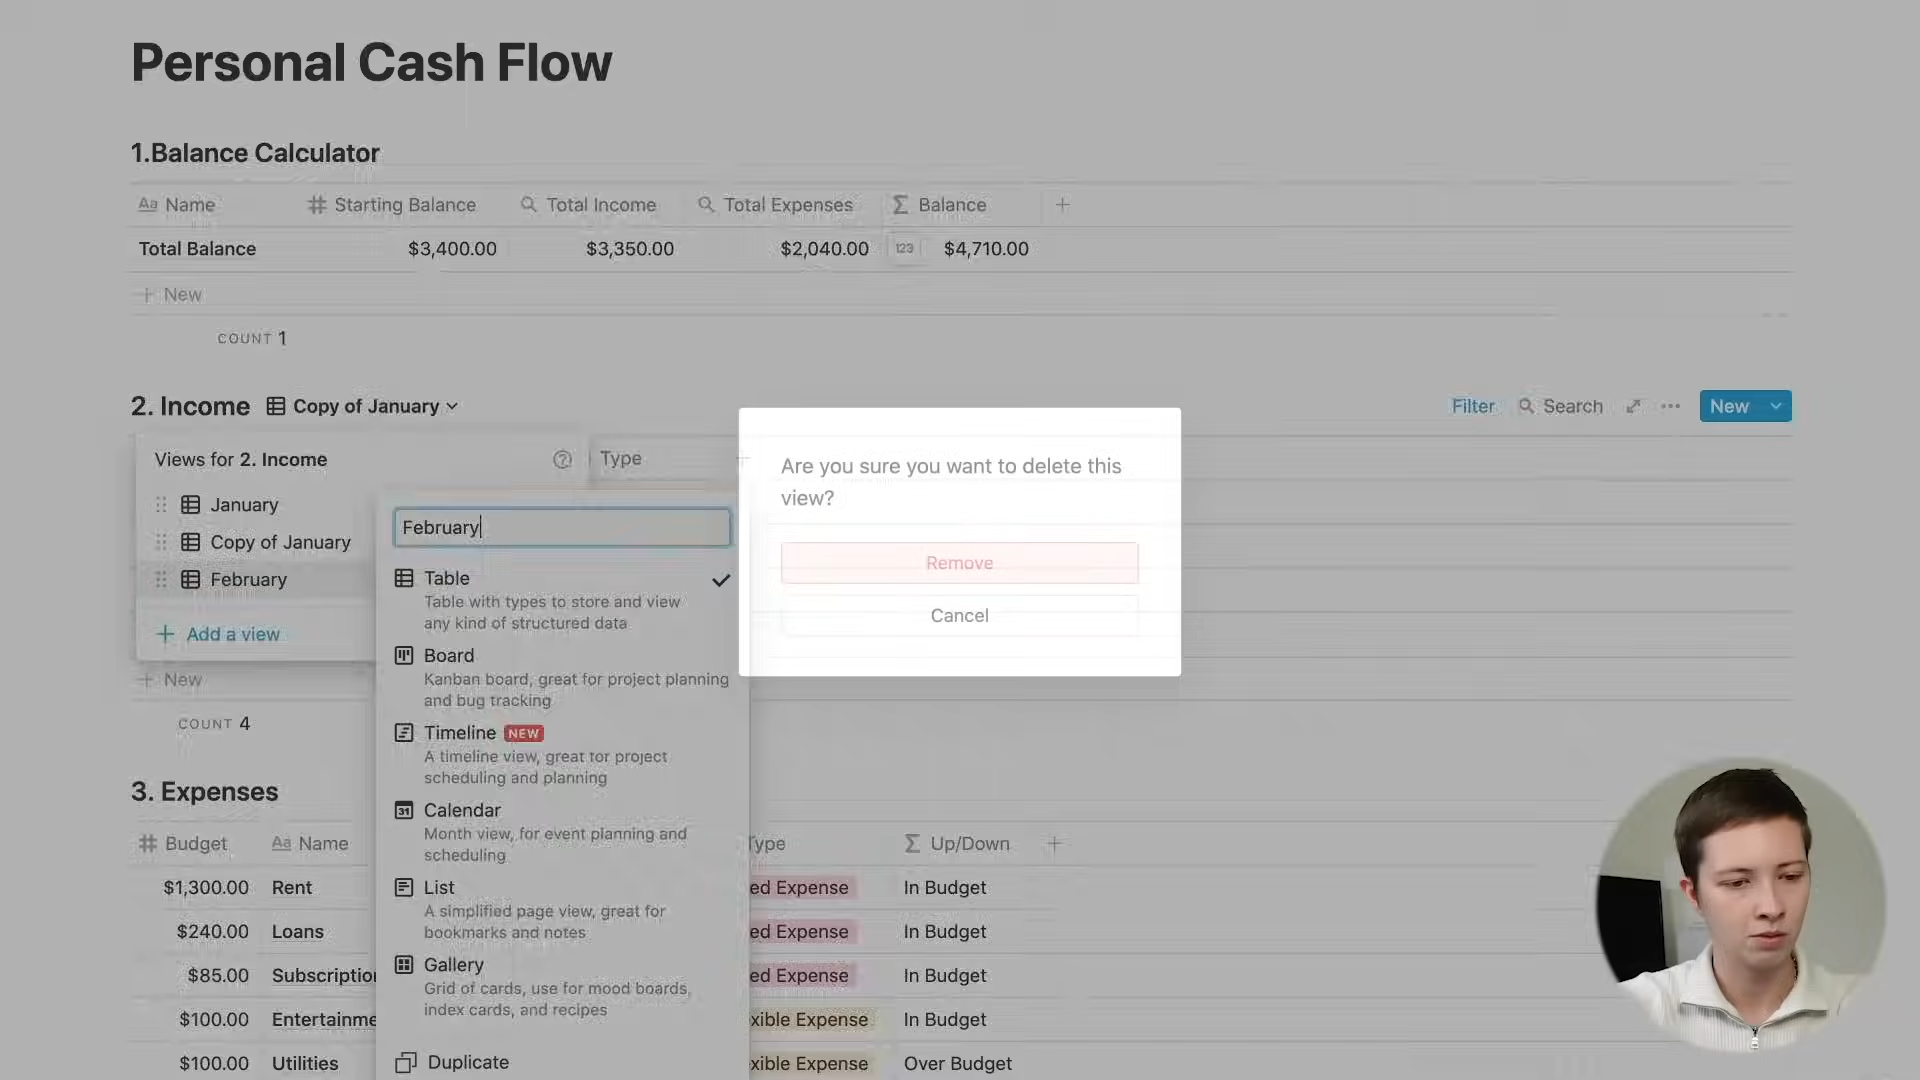 Personal Cash Flow
1.Balance Calculator
Aa Name # Starting Balance Total Income Total Expenses Σ Balance +
Total Balance $3,400.00 $3,350.00 $2,040.00 123 $4,710.00
+ New
COUNT 1
2. Income Copy of January Filter Search ••• New
Views for 2. Income ? Type +
January
Copy of January
February
+ Add a view
+ New
COUNT 4
February
Table
Table with types to store and view
any kind of structured data
Board
Kanban board, great for project planning
and bug tracking
Timeline NEW
A timeline view, great for project
scheduling and planning
31 Calendar
Month view, for event planning and
scheduling
List
A simplified page view, great for
bookmarks and notes
Gallery
Grid of cards, use for mood boards,
index cards, and recipes
Duplicate
Are you sure you want to delete this
view?
Remove
Cancel
3. Expenses
# Budget Aa Name Type Σ Up/Down +
$1,300.00 Rent ed Expense In Budget
$240.00 Loans ed Expense In Budget
$85.00 Subscription ed Expense In Budget
$100.00 Entertainme xible Expense In Budget
$100.00 Utilities xible Expense Over Budget